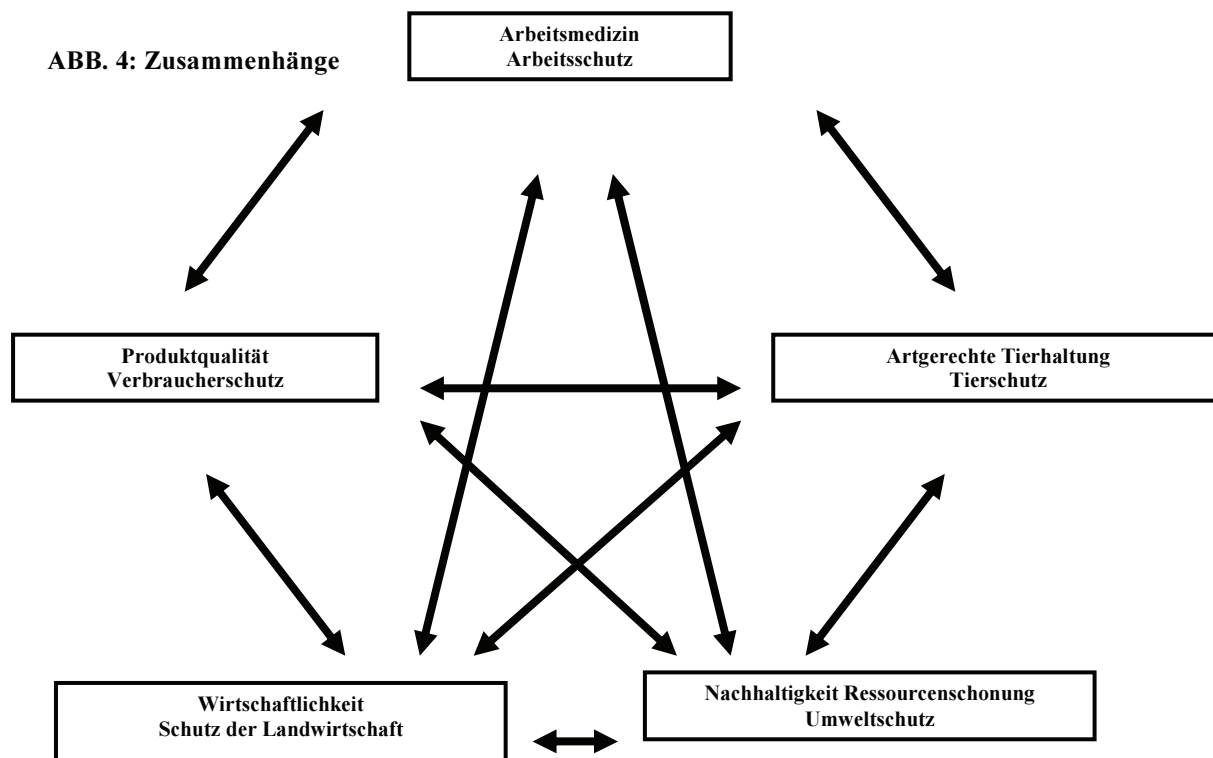 Arbeitsmedizin
Arbeitsschutz
ABB. 4: Zusammenhänge
Produktqualität
Verbraucherschutz
Artgerechte Tierhaltung
Tierschutz
Wirtschaftlichkeit
Schutz der Landwirtschaft
Nachhaltigkeit Ressourcenschonung
Umweltschutz